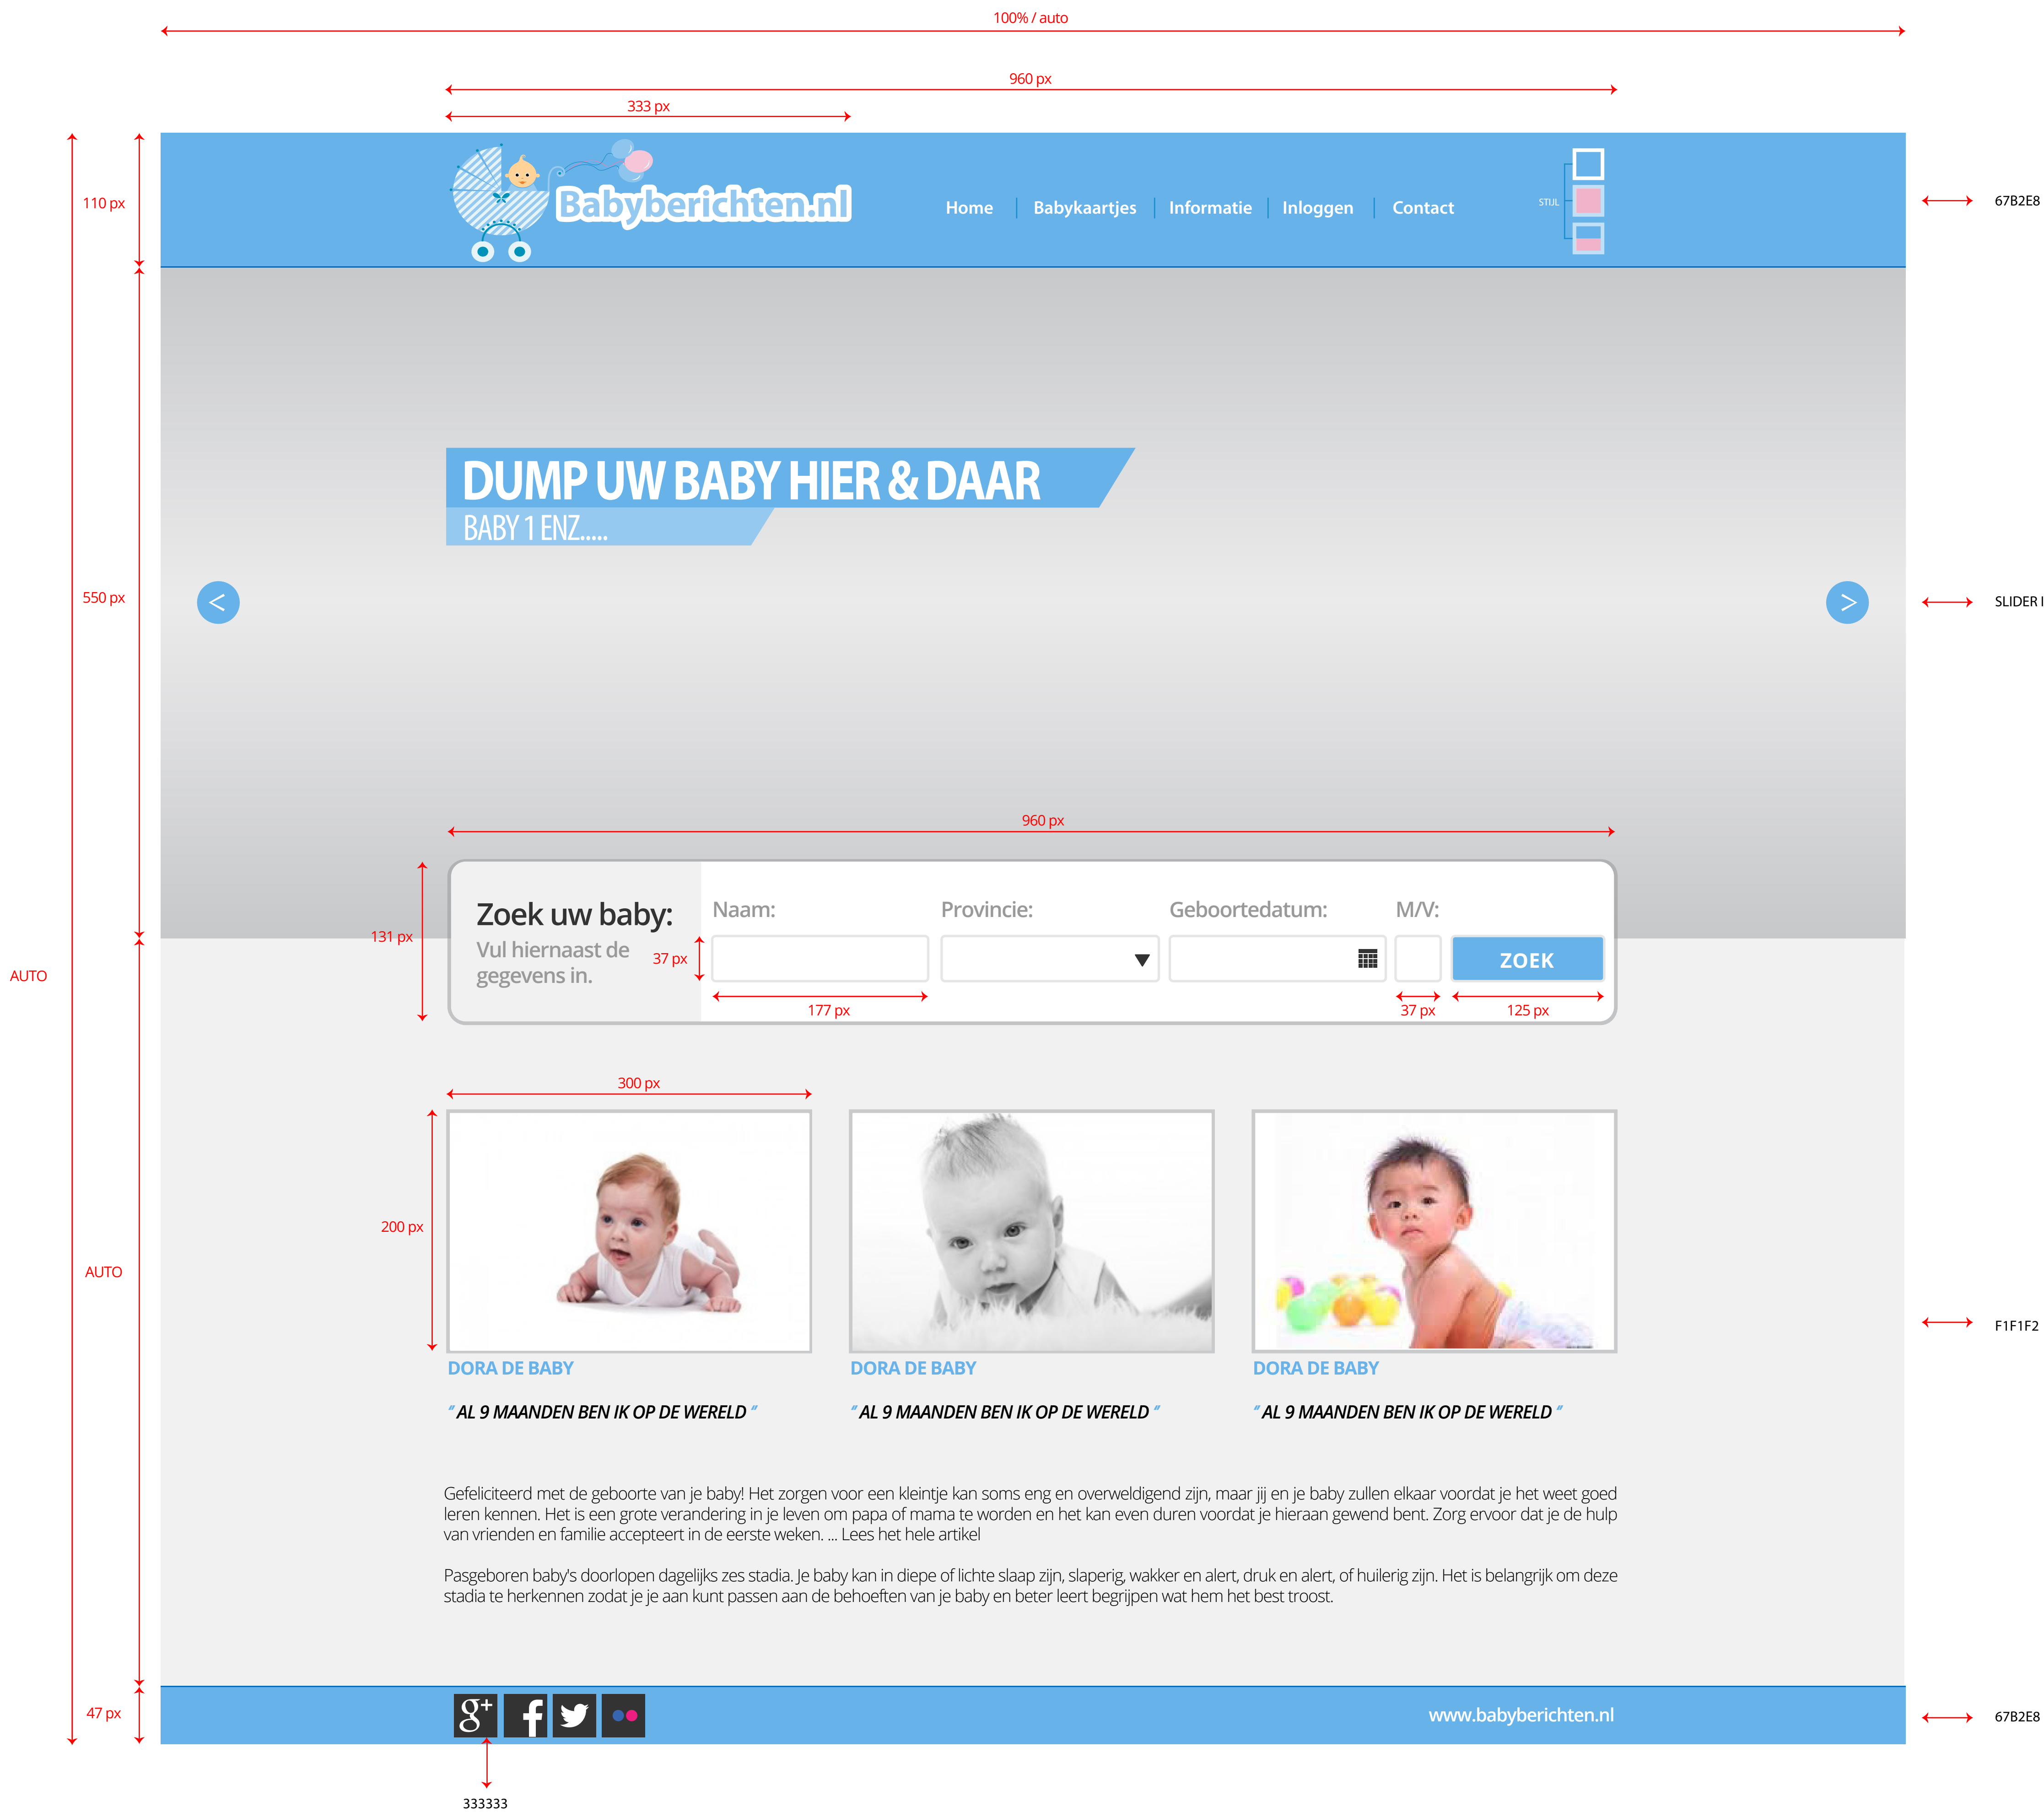 100% / auto
960 px
333 px
110 px
Babyberichten.nl
Home
Babykaartjes
Informatie
Inloggen
Contact
STIJL
67B2E8
DUMP UW BABY HIER & DAAR
BABY 1 ENZ.....
550 px
<
>
SLIDER
960 px
131 px
Zoek uw baby:
Vul hiernaast de
gegevens in.
Naam:
Provincie:
Geboortedatum:
M/V:
37 px
ZOEK
177 px
37 px
125 px
AUTO
300 px
200 px
AUTO
F1F1F2
DORA DE BABY
DORA DE BABY
DORA DE BABY
" AL 9 MAANDEN BEN IK OP DE WERELD "
" AL 9 MAANDEN BEN IK OP DE WERELD "
" AL 9 MAANDEN BEN IK OP DE WERELD "
Gefeliciteerd met de geboorte van je baby! Het zorgen voor een kleintje kan soms eng en overweldigend zijn, maar jij en je baby zullen elkaar voordat je het weet goed
leren kennen. Het is een grote verandering in je leven om papa of mama te worden en het kan even duren voordat je hieraan gewend bent. Zorg ervoor dat je de hulp
van vrienden en familie accepteert in de eerste weken. ... Lees het hele artikel
Pasgeboren baby's doorlopen dagelijks zes stadia. Je baby kan in diepe of lichte slaap zijn, slaperig, wakker en alert, druk en alert, of huilerig zijn. Het is belangrijk om deze
stadia te herkennen zodat je je aan kunt passen aan de behoeften van je baby en beter leert begrijpen wat hem het best troost.
47 px
g+
f
www.babyberichten.nl
67B2E8
333333